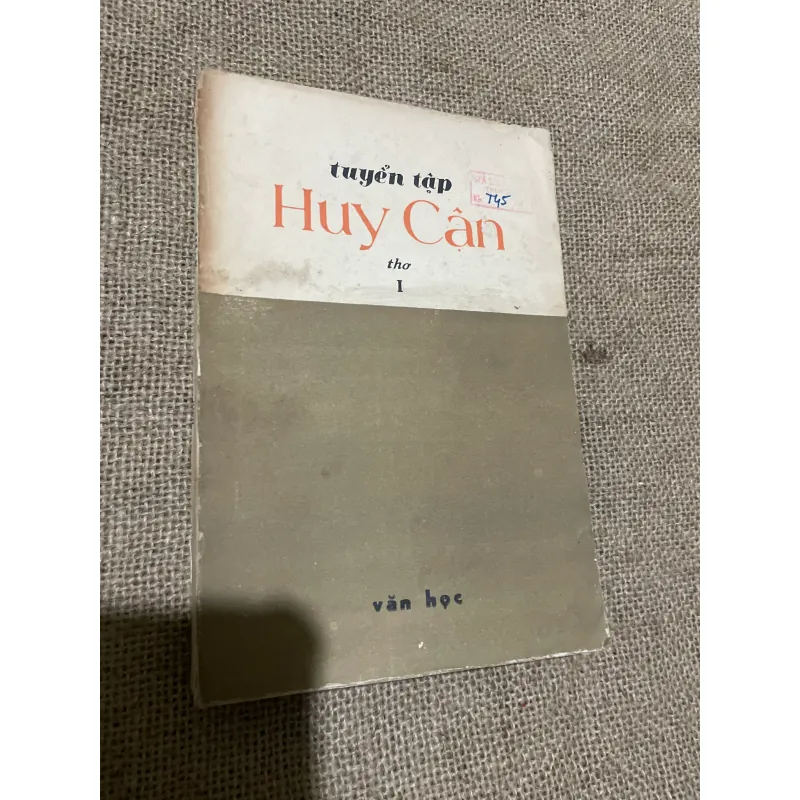 tuyển tập
Huy Cận
thơ
I
T45
văn học